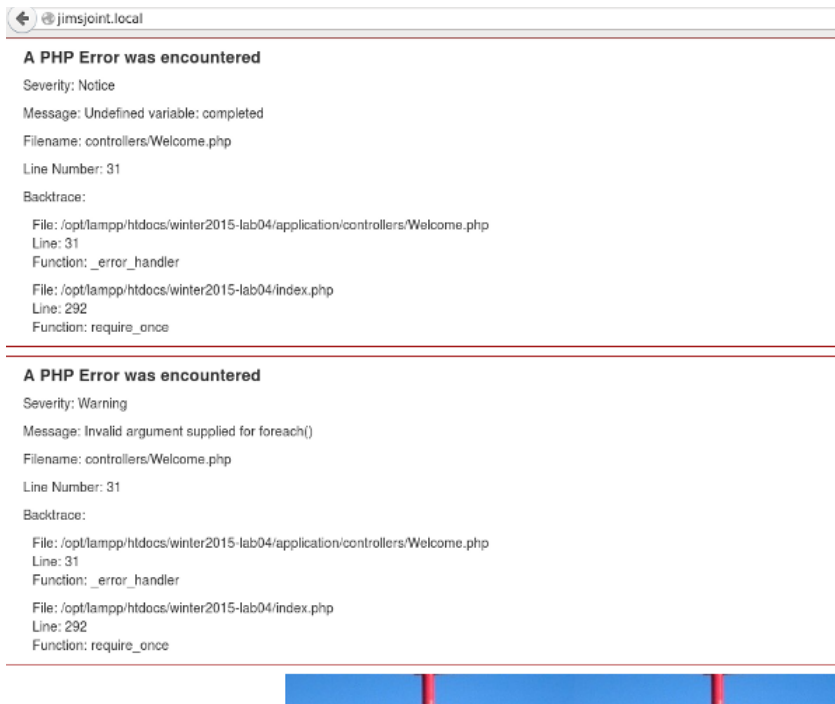 jimsjoint.local
A PHP Error was encountered
Severity: Notice
Message: Undefined variable: completed
Filename: controllers/Welcome.php
Line Number: 31
Backtrace:
File: /opt/lampp/htdocs/winter2015-lab04/application/controllers/Welcome.php
Line: 31
Function: _error_handler
File: /opt/lampp/htdocs/winter2015-lab04/index.php
Line: 292
Function: require_once
A PHP Error was encountered
Severity: Warning
Message: Invalid argument supplied for foreach()
Filename: controllers/Welcome.php
Line Number: 31
Backtrace:
File: /opt/lampp/htdocs/winter2015-lab04/application/controllers/Welcome.php
Line: 31
Function: _error_handler
File: /opt/lampp/htdocs/winter2015-lab04/index.php
Line: 292
Function: require_once